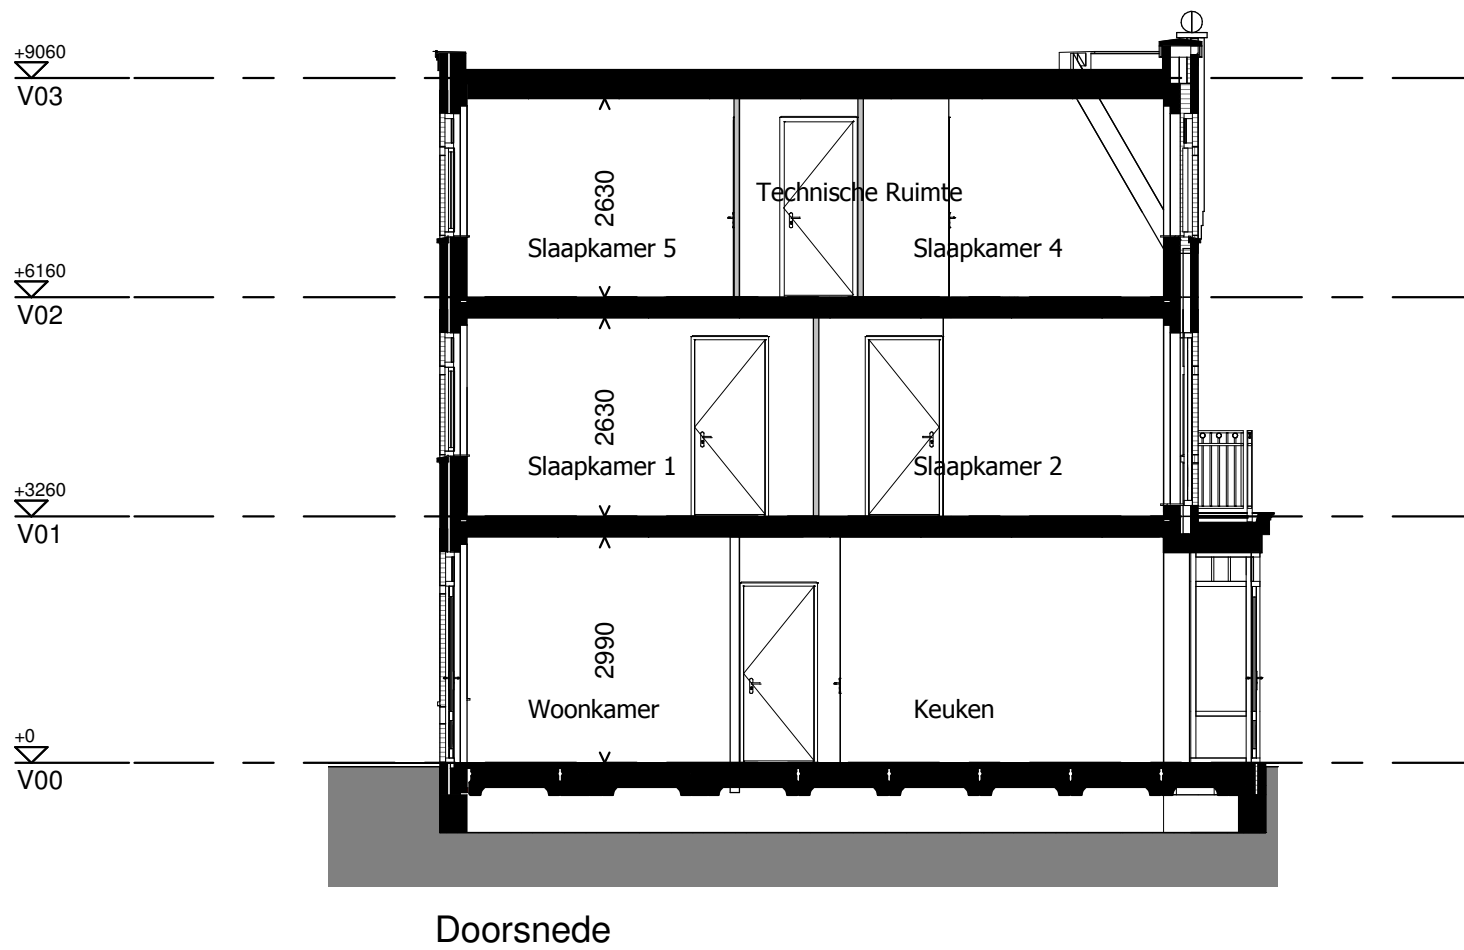 +9060
V03
2630
Technische Ruimte
Slaapkamer 5
Slaapkamer 4
+6160
V02
2630
Slaapkamer 1
Slaapkamer 2
+3260
V01
2990
Woonkamer
Keuken
+0
V00
Doorsnede